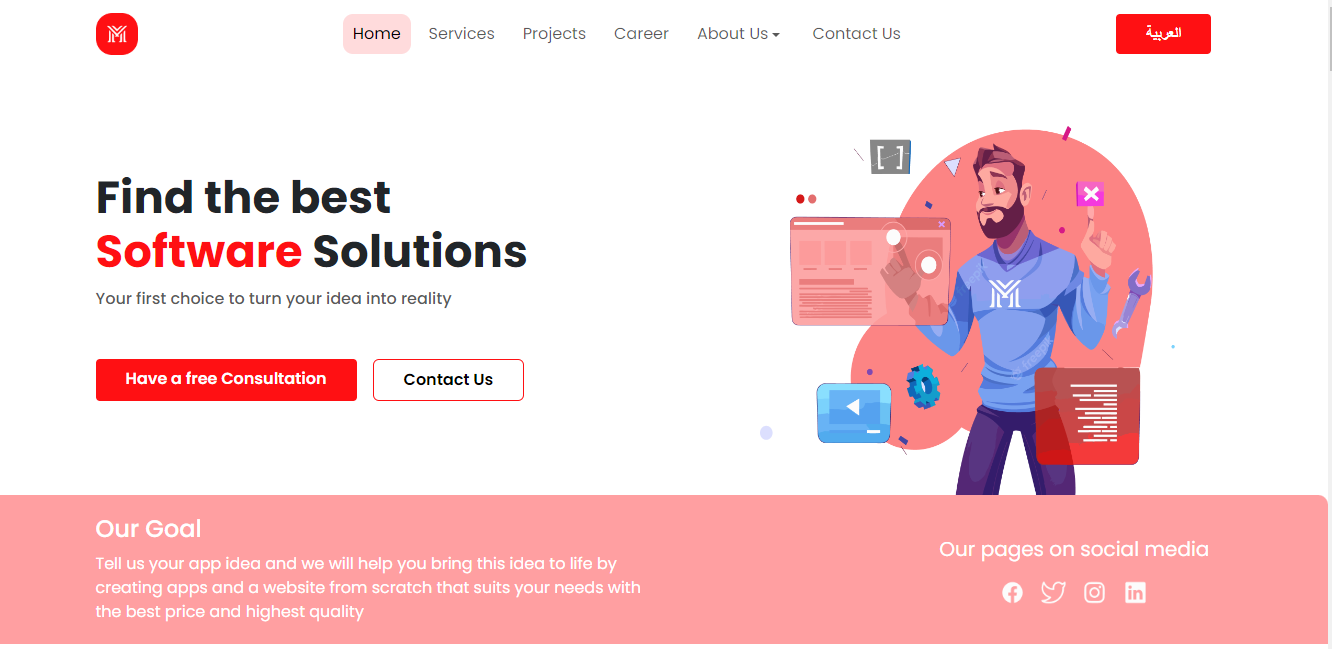 Home
Services
Projects
Career
About Us
Contact Us
العربية
Find the best
Software Solutions
Your first choice to turn your idea into reality
Have a free Consultation
Contact Us
Our Goal
Tell us your app idea and we will help you bring this idea to life by
creating apps and a website from scratch that suits your needs with
the best price and highest quality
Our pages on social media